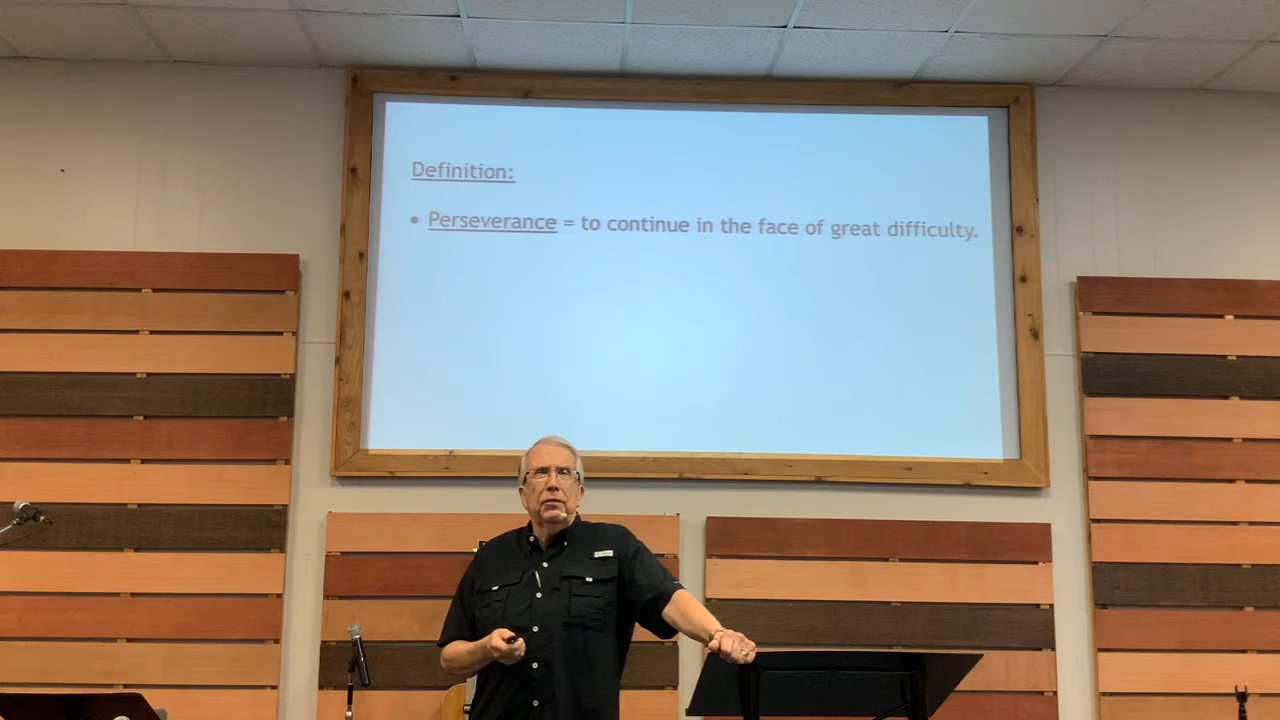 Definition:
• Perseverance = to continue in the face of great difficulty.